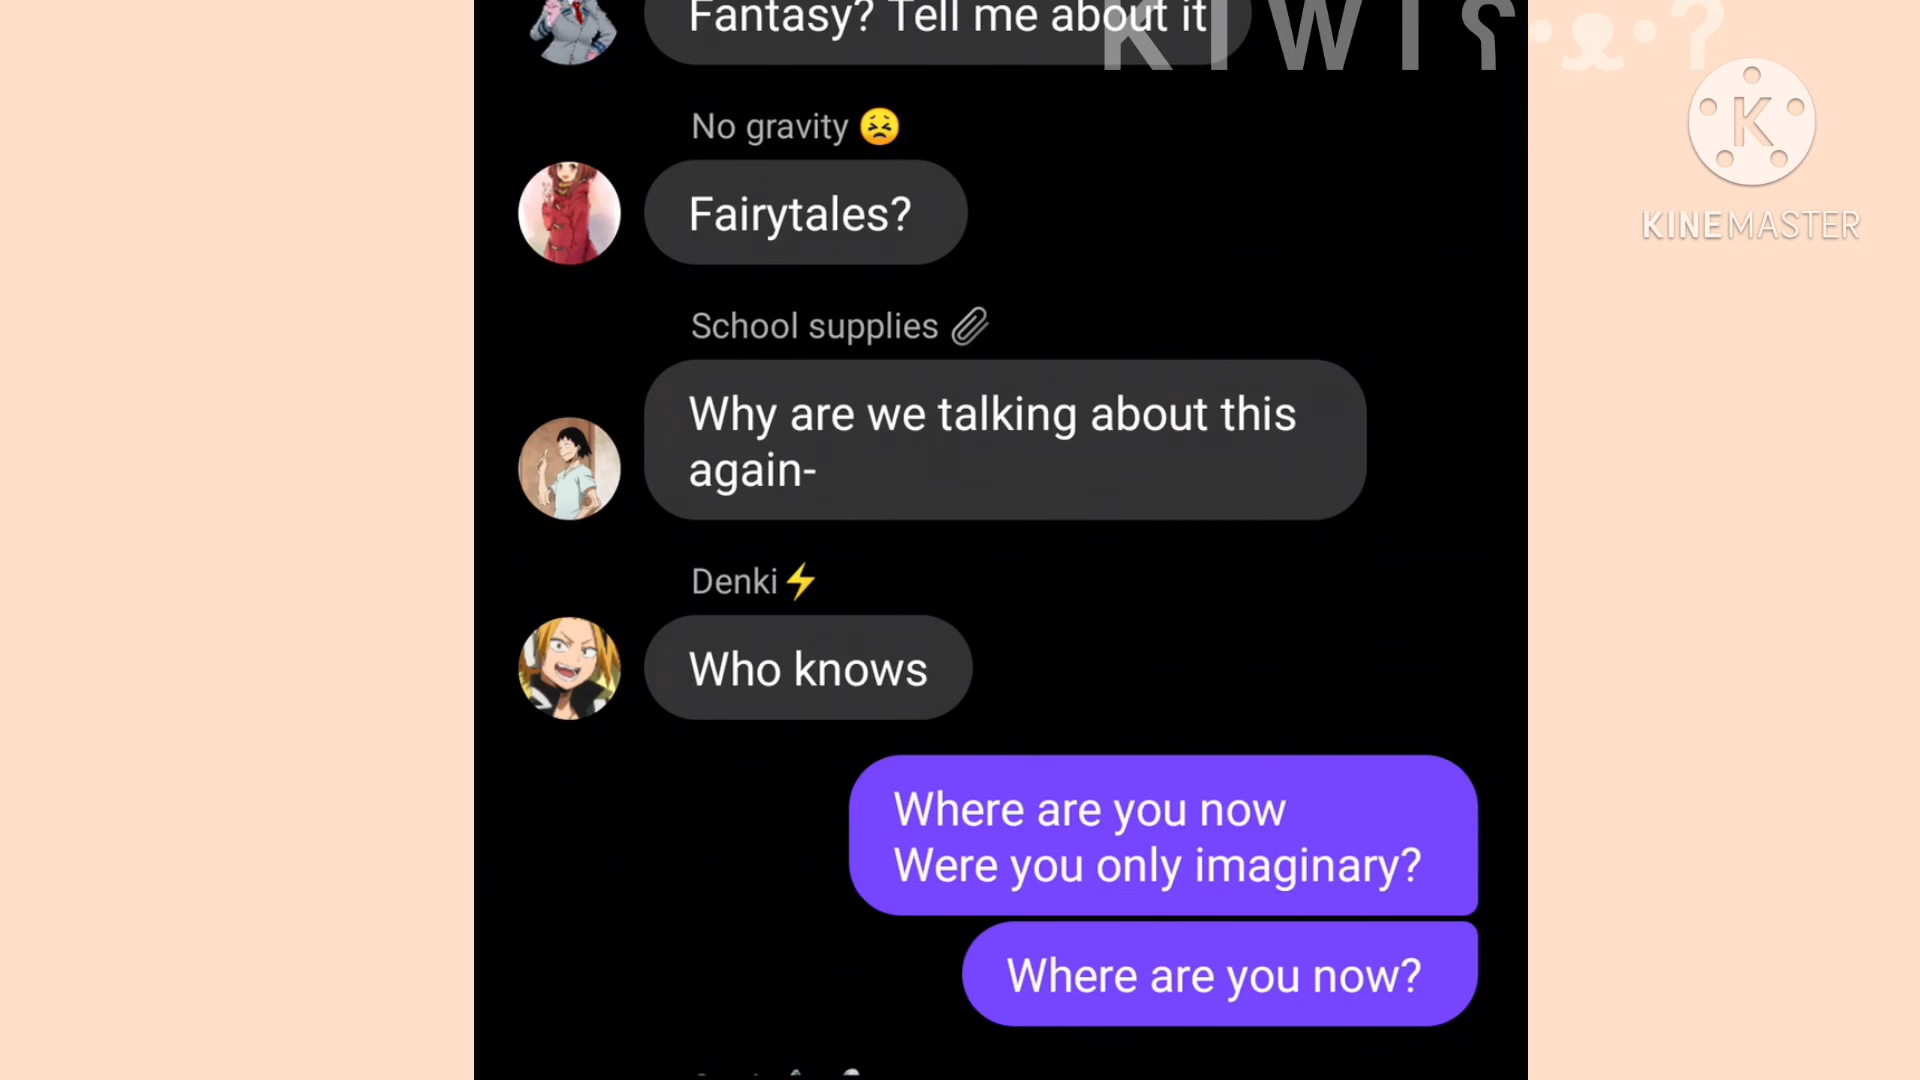 Fantasy? Tell me about it
KIWIʕ·ᴥ·ʔ
K
KINEMASTER
No gravity 😣
Fairytales?
School supplies 📎
Why are we talking about this
again-
Denki⚡
Who knows
Where are you now
Were you only imaginary?
Where are you now?